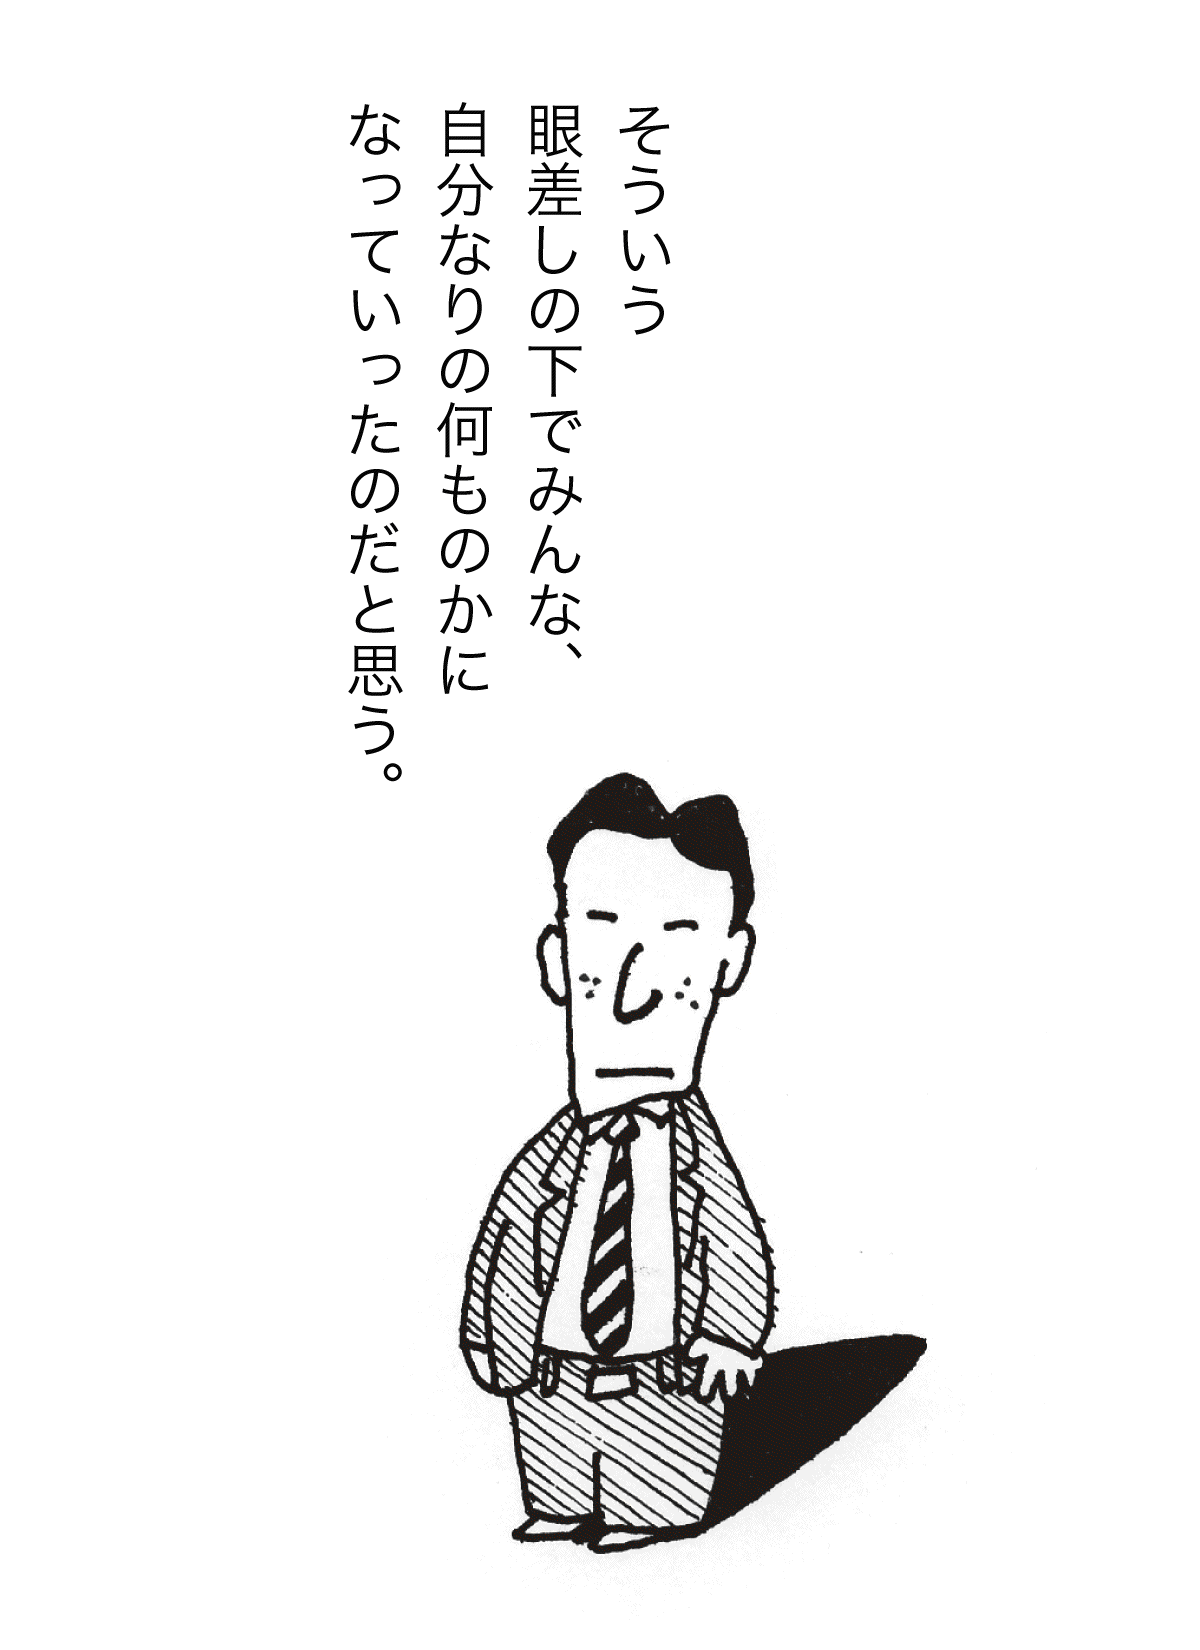 そういう
眼差しの下でみんな、
自分なりの何ものかに
なっていったのだと思う。